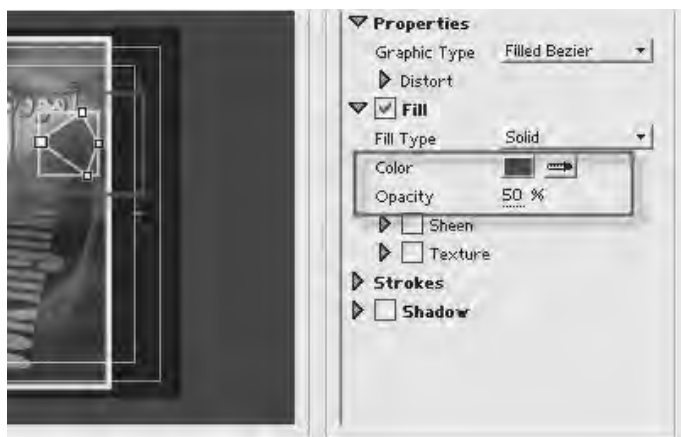 Properties
Graphic Type Filled Bezier
Distort
Fill
Fill Type Solid
Color
Opacity 50 %
Sheen
Texture
Strokes
Shadow